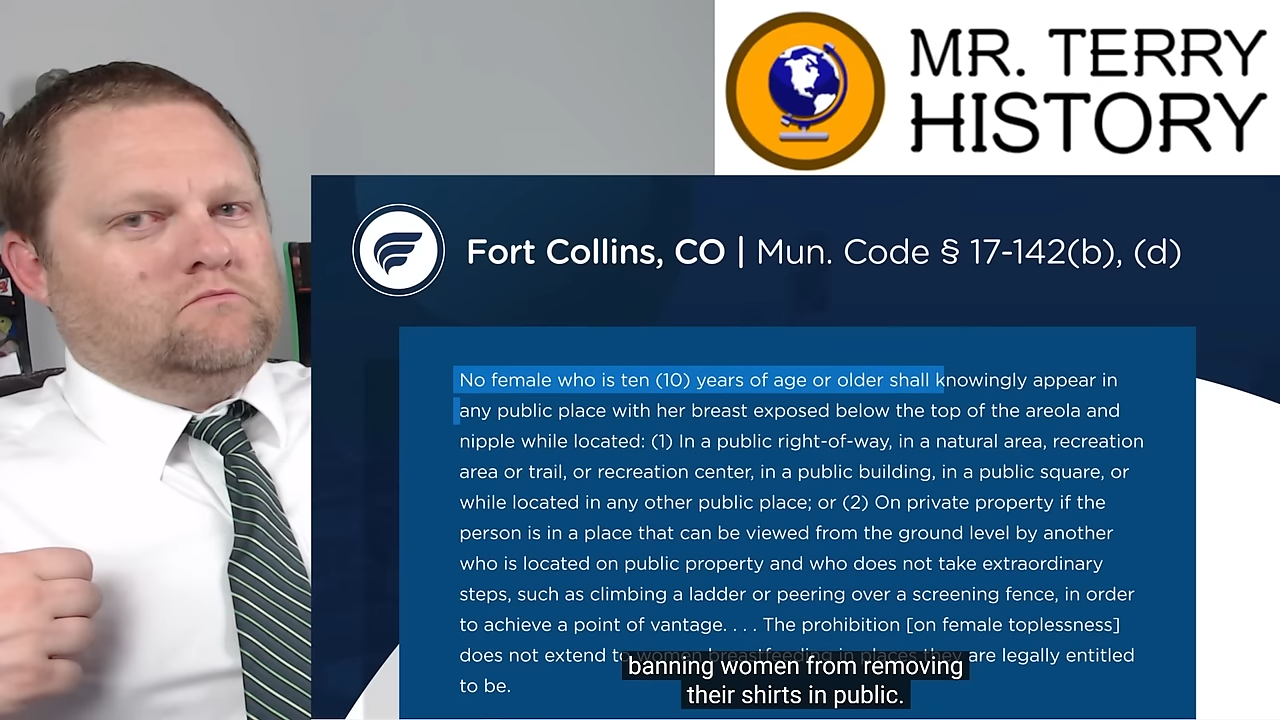 MR. TERRY
HISTORY
Fort Collins, CO | Mun. Code § 17-142(b), (d)
No female who is ten (10) years of age or older shall knowingly appear in
any public place with her breast exposed below the top of the areola and
nipple while located: (1) In a public right-of-way, in a natural area, recreation
area or trail, or recreation center, in a public building, in a public square, or
while located in any other public place; or (2) On private property if the
person is in a place that can be viewed from the ground level by another
who is located on public property and who does not take extraordinary
steps, such as climbing a ladder or peering over a screening fence, in order
to achieve a point of vantage. . . . The prohibition [on female toplessness]
does not extend to women breastfeeding in places they are legally entitled
to be.
banning women from removing
their shirts in public.